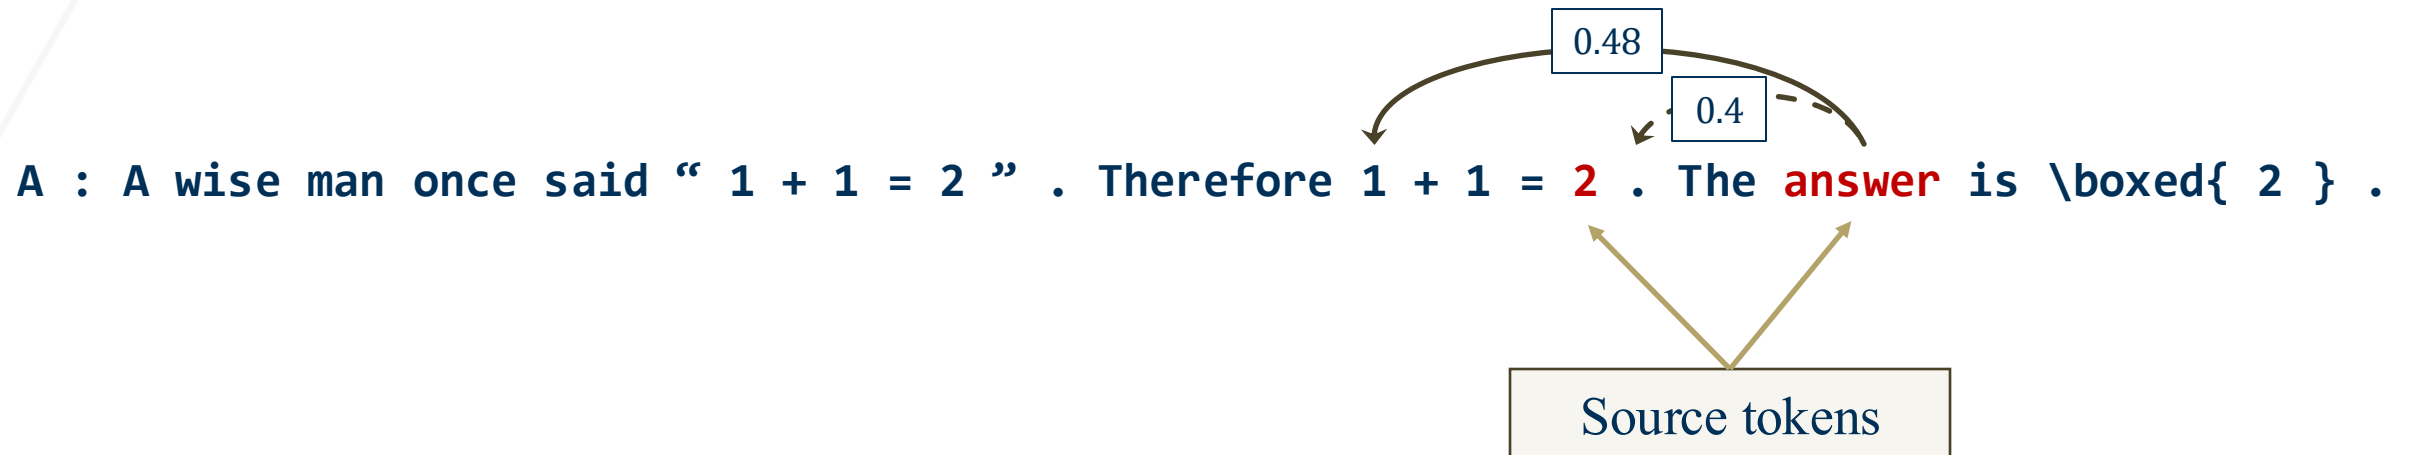 0.48
0.4
A : A wise man once said “ 1 + 1 = 2 ” . Therefore 1 + 1 = 2 . The answer is \boxed{ 2 } .
Source tokens